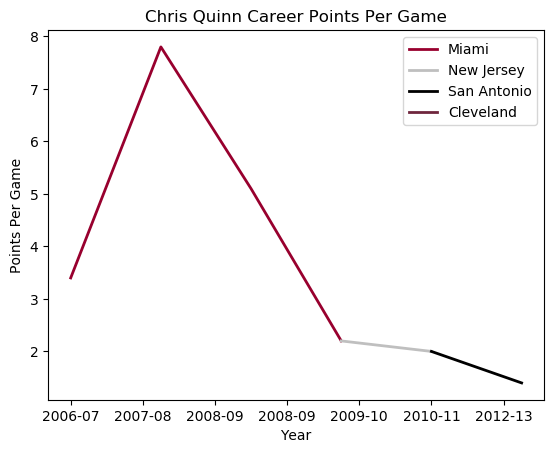 Chris Quinn Career Points Per Game
8
7
6
5
4
3
2
Points Per Game
Miami
New Jersey
San Antonio
Cleveland
2006-07 2007-08 2008-09 2008-09 2009-10 2010-11 2012-13
Year